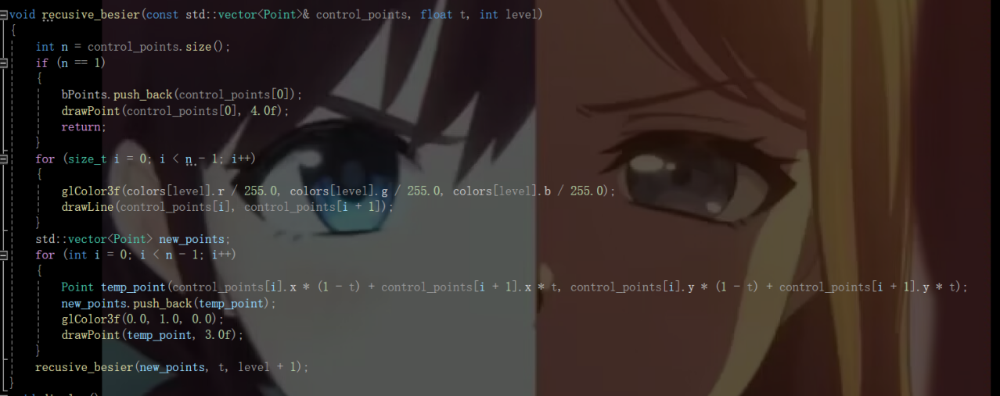 void recusive_besier(const std::vector<Point>& control_points, float t, int level)
{
    int n = control_points.size();
    if (n == 1)
    {
        bPoints.push_back(control_points[0]);
        drawPoint(control_points[0], 4.0f);
        return;
    }
    for (size_t i = 0; i < n - 1; i++)
    {
        glColor3f(colors[level].r / 255.0, colors[level].g / 255.0, colors[level].b / 255.0);
        drawLine(control_points[i], control_points[i + 1]);
    }
    std::vector<Point> new_points;
    for (int i = 0; i < n - 1; i++)
    {
        Point temp_point(control_points[i].x * (1 - t) + control_points[i + 1].x * t, control_points[i].y * (1 - t) + control_points[i + 1].y * t);
        new_points.push_back(temp_point);
        glColor3f(0.0, 1.0, 0.0);
        drawPoint(temp_point, 3.0f);
    }
    recusive_besier(new_points, t, level + 1);
}